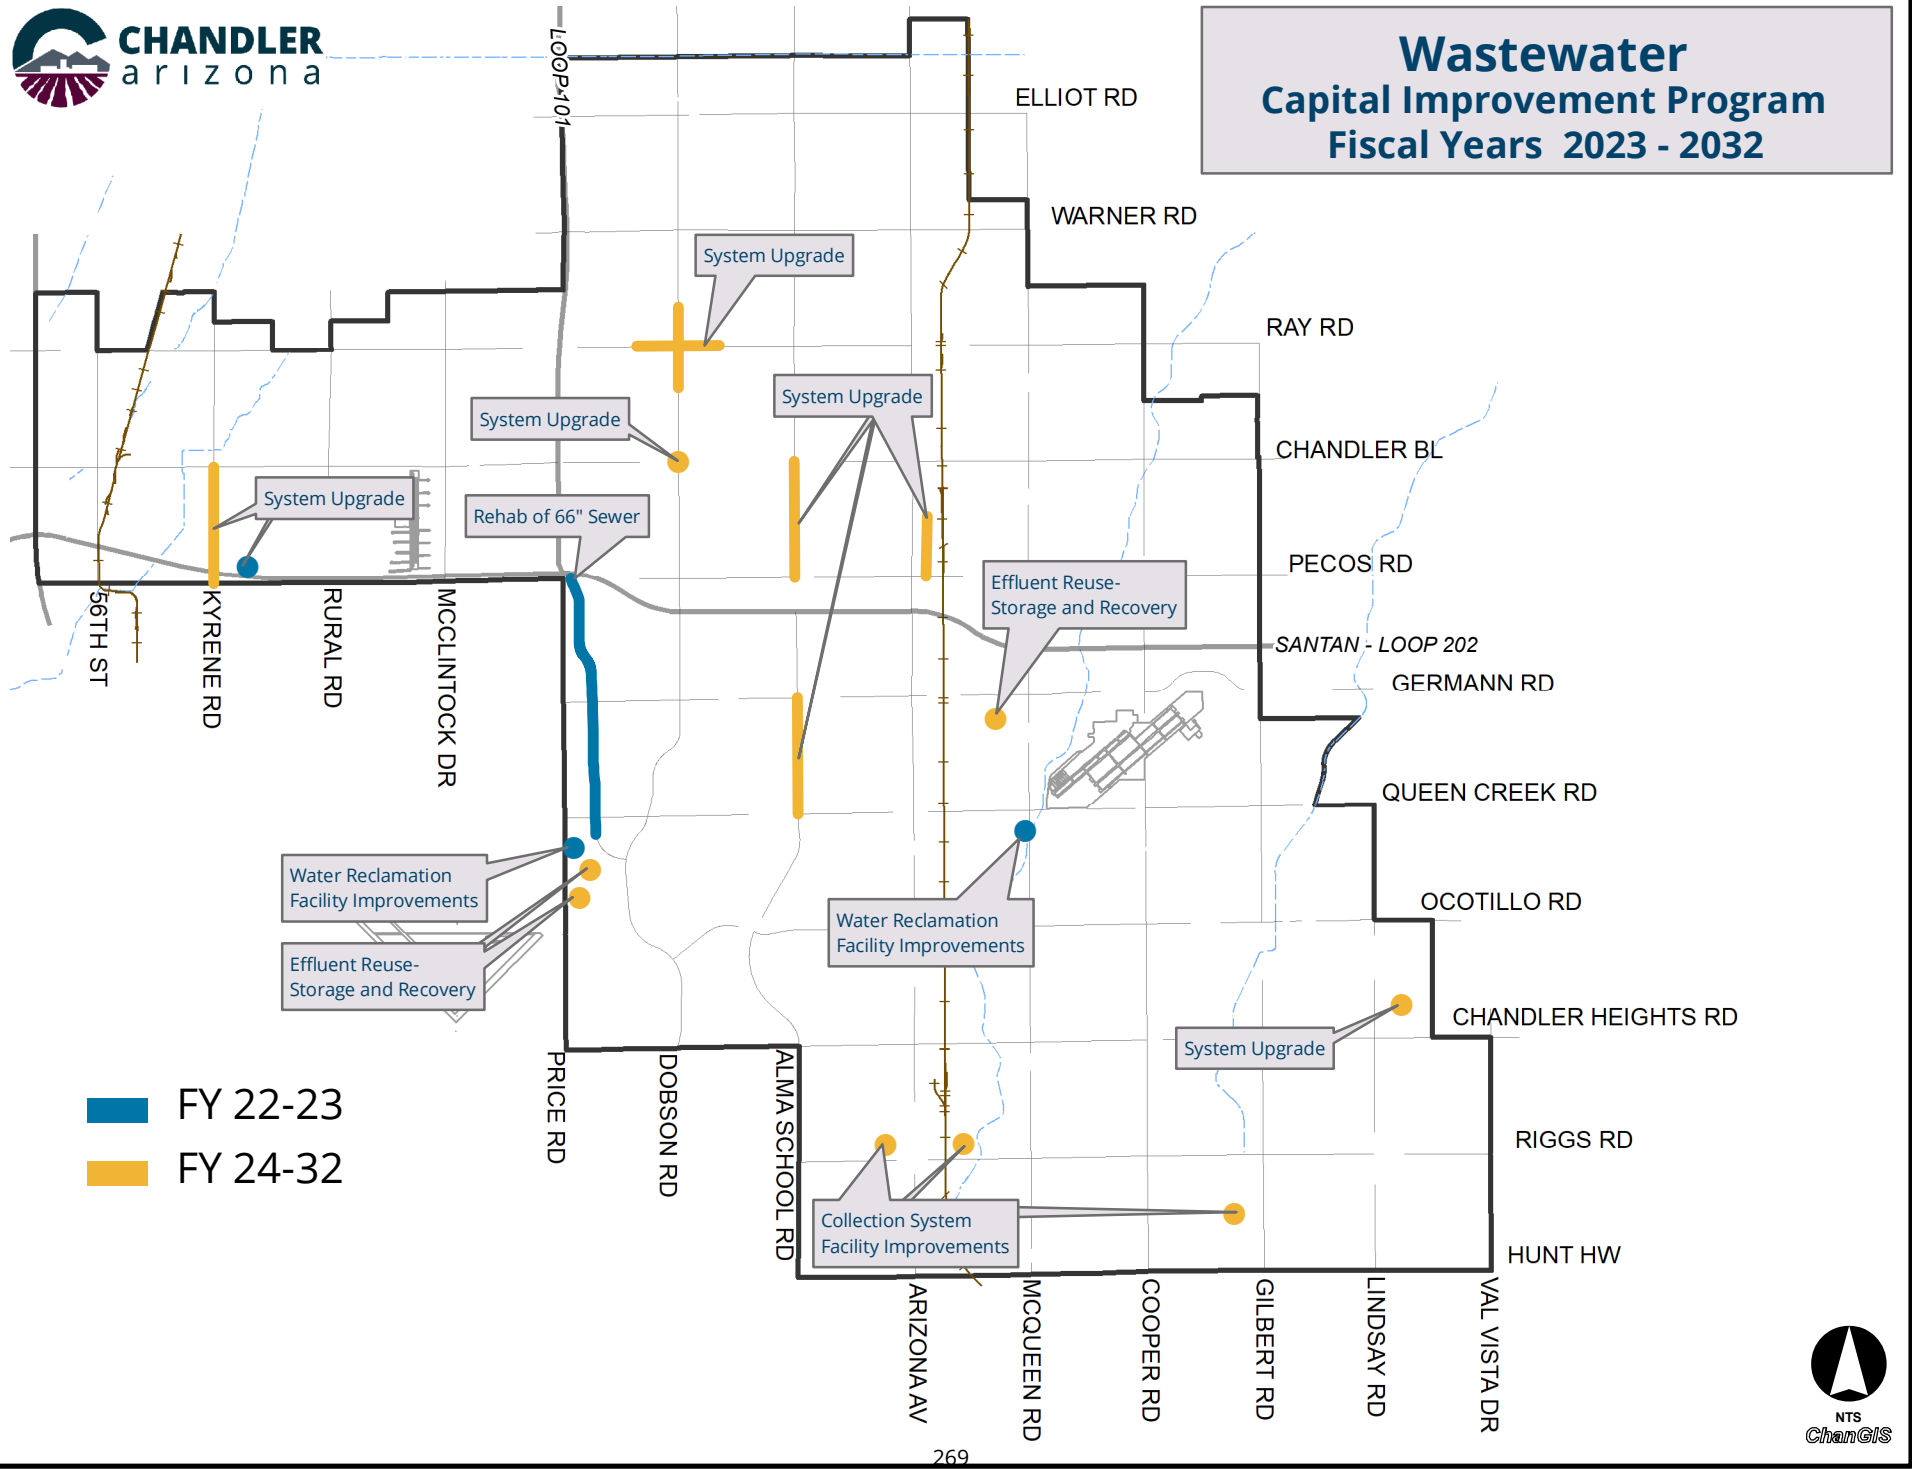 CHANDLER
arizona
Wastewater
Capital Improvement Program
Fiscal Years 2023 - 2032
LOOP 101
ELLIOT RD
WARNER RD
System Upgrade
RAY RD
System Upgrade
System Upgrade
CHANDLER BL
System Upgrade
Rehab of 66" Sewer
PECOS RD
Effluent Reuse-
Storage and Recovery
SANTAN - LOOP 202
GERMANN RD
56TH ST
KYRENE RD
RURAL RD
MCCLINTOCK DR
QUEEN CREEK RD
Water Reclamation
Facility Improvements
Water Reclamation
Facility Improvements
OCOTILLO RD
Effluent Reuse-
Storage and Recovery
CHANDLER HEIGHTS RD
System Upgrade
PRICE RD
DOBSON RD
ALMA SCHOOL RD
FY 22-23
FY 24-32
RIGGS RD
Collection System
Facility Improvements
HUNT HW
ARIZONA AV
MCQUEEN RD
COOPER RD
GILBERT RD
LINDSAY RD
VAL VISTA DR
NTS
ChanGIS
269